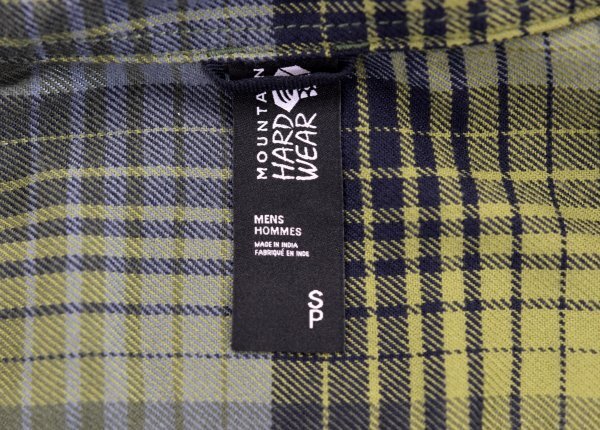 MOUNTAIN
HARD
WEAR
MENS
HOMMES
MADE IN INDIA
FABRIQUÉ EN INDE
S
P